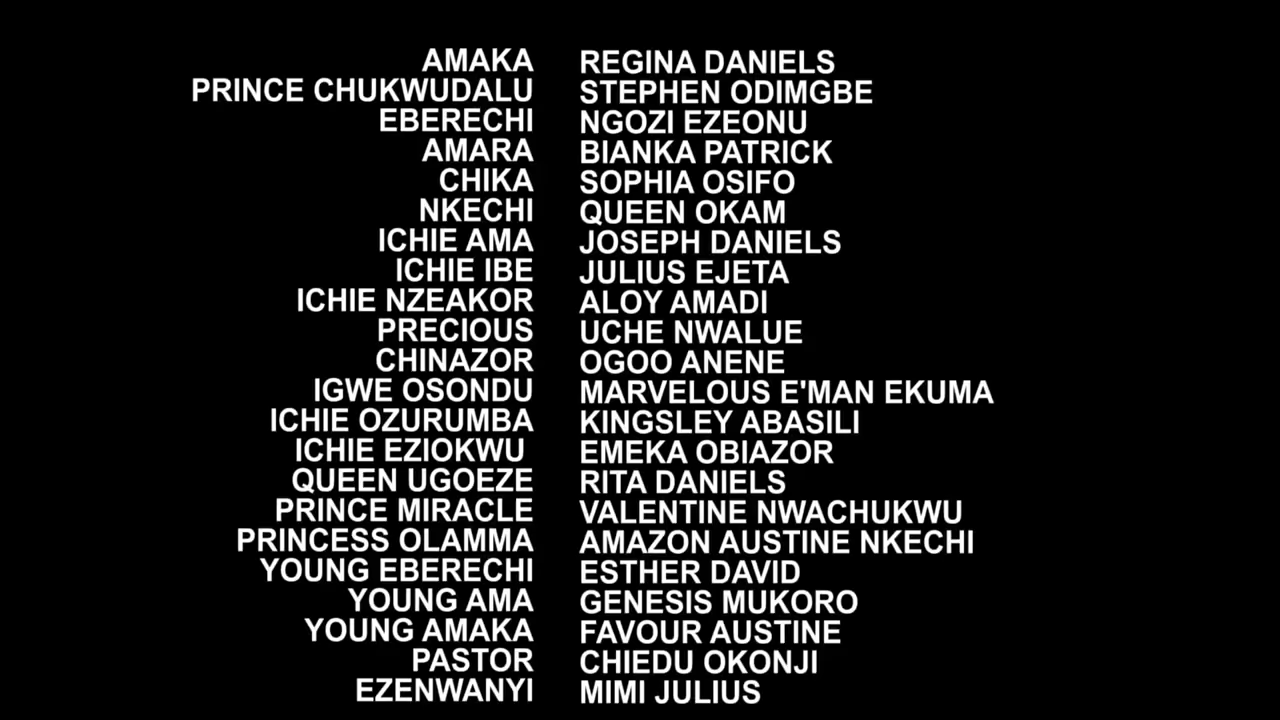 AMAKA REGINA DANIELS
PRINCE CHUKWUDALU STEPHEN ODIMGBE
EBERECHI NGOZI EZEONU
AMARA BIANKA PATRICK
CHIKA SOPHIA OSIFO
NKECHI QUEEN OKAM
ICHIE AMA JOSEPH DANIELS
ICHIE IBE JULIUS EJETA
ICHIE NZEAKOR ALOY AMADI
PRECIOUS UCHE NWALUE
CHINAZOR OGOO ANENE
IGWE OSONDU MARVELOUS E'MAN EKUMA
ICHIE OZURUMBA KINGSLEY ABASILI
ICHIE EZIOKWU EMEKA OBIAZOR
QUEEN UGOEZE RITA DANIELS
PRINCE MIRACLE VALENTINE NWACHUKWU
PRINCESS OLAMMA AMAZON AUSTINE NKECHI
YOUNG EBERECHI ESTHER DAVID
YOUNG AMA GENESIS MUKORO
YOUNG AMAKA FAVOUR AUSTINE
PASTOR CHIEDU OKONJI
EZENWANYI MIMI JULIUS